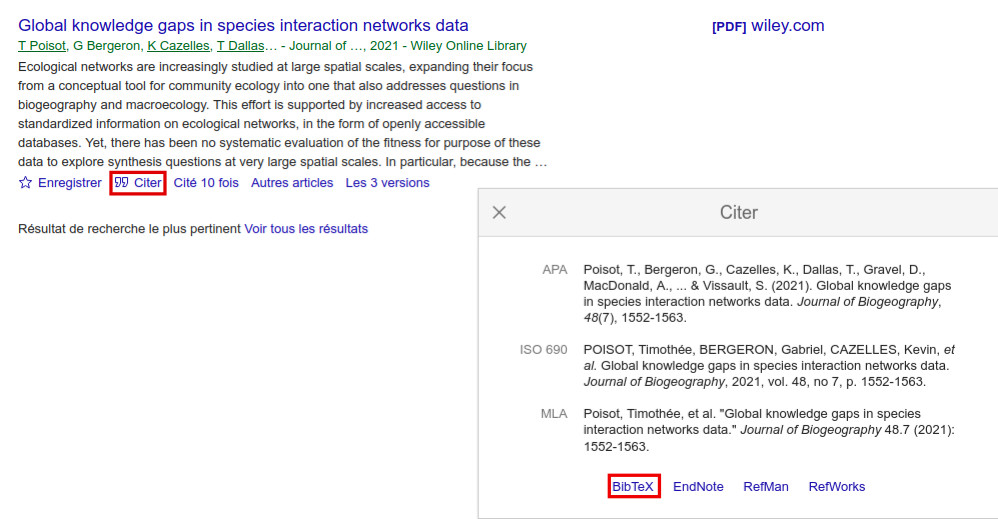 Global knowledge gaps in species interaction networks data
[PDF] wiley.com
T Poisot, G Bergeron, K Cazelles, T Dallas… - Journal of …, 2021 - Wiley Online Library
Ecological networks are increasingly studied at large spatial scales, expanding their focus
from a conceptual tool for community ecology into one that also addresses questions in
biogeography and macroecology. This effort is supported by increased access to
standardized information on ecological networks, in the form of openly accessible
databases. Yet, there has been no systematic evaluation of the fitness for purpose of these
data to explore synthesis questions at very large spatial scales. In particular, because the …
Enregistrer Citer Cité 10 fois Autres articles Les 3 versions
Résultat de recherche le plus pertinent Voir tous les résultats
Citer
APA Poisot, T., Bergeron, G., Cazelles, K., Dallas, T., Gravel, D.,
MacDonald, A., ... & Vissault, S. (2021). Global knowledge gaps
in species interaction networks data. Journal of Biogeography,
48(7), 1552-1563.
ISO 690 POISOT, Timothée, BERGERON, Gabriel, CAZELLES, Kevin, et
al. Global knowledge gaps in species interaction networks data.
Journal of Biogeography, 2021, vol. 48, no 7, p. 1552-1563.
MLA Poisot, Timothée, et al. "Global knowledge gaps in species
interaction networks data." Journal of Biogeography 48.7 (2021):
1552-1563.
BibTeX EndNote RefMan RefWorks